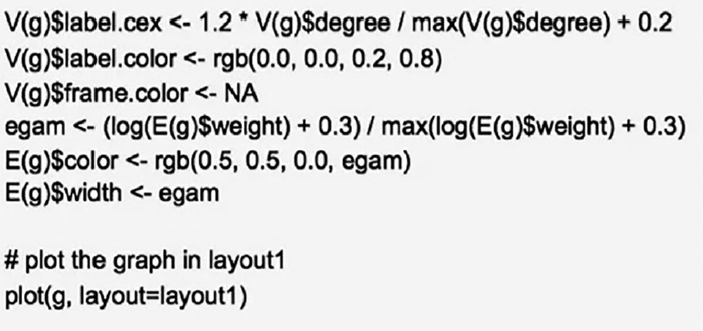 V(g)$label.cex <- 1.2 * V(g)$degree / max(V(g)$degree) + 0.2
V(g)$label.color <- rgb(0.0, 0.0, 0.2, 0.8)
V(g)$frame.color <- NA
egam <- (log(E(g)$weight) + 0.3) / max(log(E(g)$weight) + 0.3)
E(g)$color <- rgb(0.5, 0.5, 0.0, egam)
E(g)$width <- egam
# plot the graph in layout1
plot(g, layout=layout1)